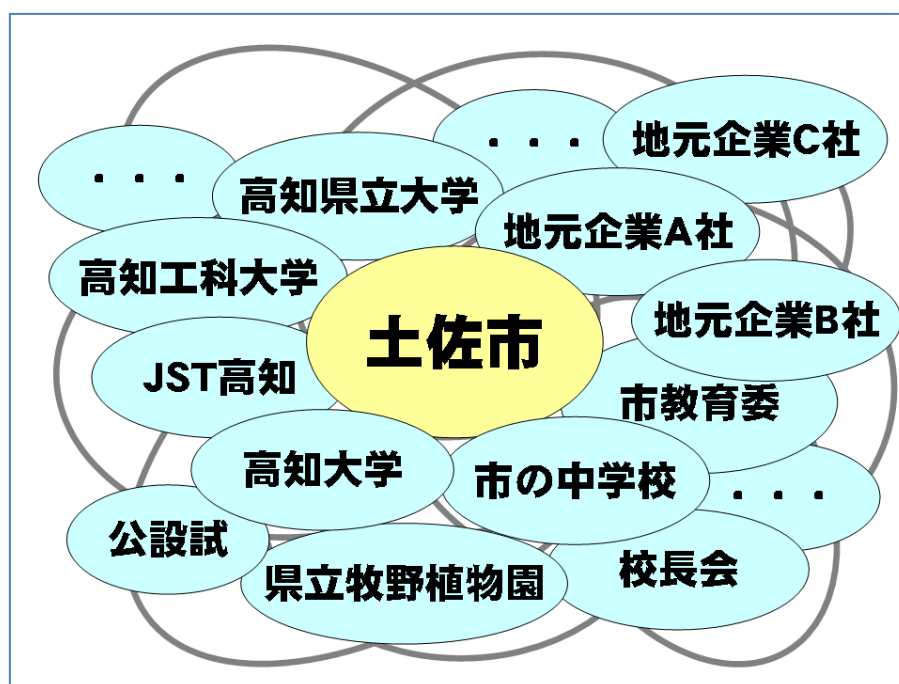 ・・・
地元企業C社
・・・
高知県立大学
地元企業A社
高知工科大学
地元企業B社
土佐市
JST高知
市教育委
高知大学
市の中学校
・・・
公設試
県立牧野植物園
校長会